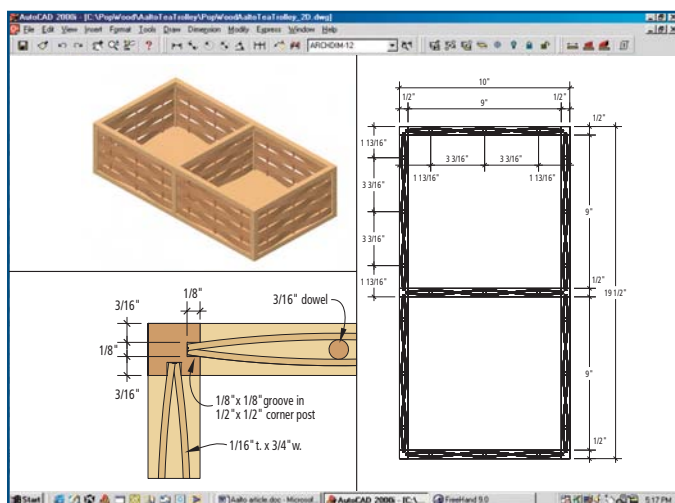 AutoCAD 2000i - [C:\PopWood\AaltoTeaTrolley\PopWoodAaltoTeaTrolley_2D.dwg]
File Edit View Insert Format Tools Draw Dimension Modify Express Window Help
ARCHDIM-12
10"
1/2" 9" 1/2"
1/2"
1 13/16"
3 3/16" 3 3/16"
1 13/16" 1 13/16"
3 3/16"
9"
3 3/16"
1 13/16"
1/2"
19 1/2"
9"
1/2"
1/8"
3/16"
3/16" dowel
1/8"
3/16"
1/8" x 1/8" groove in
1/2" x 1/2" corner post
1/16" t. x 3/4" w.
Start Aalto article.doc - Microsof... AutoCAD 2000i - [C:\... FreeHand 9.0 5:17 PM